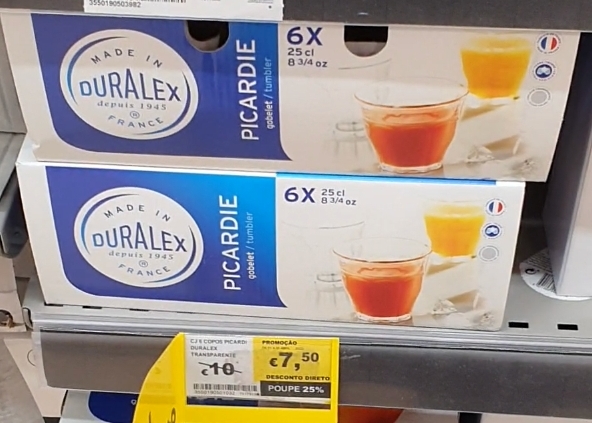 3550190503982
MADE IN
DURALEX
depuis 1945
FRANCE
PICARDIE
gobelet / tumbler
6X
25 cl
8 3/4 oz
MADE IN
DURALEX
depuis 1945
FRANCE
PICARDIE
gobelet / tumbler
6X 25 cl
8 3/4 oz
CJ 6 COPOS PICARDI
DURALEX
TRANSPARENTE
€10
PROMOÇÃO
€7,50
DESCONTO DIRETO
POUPE 25%